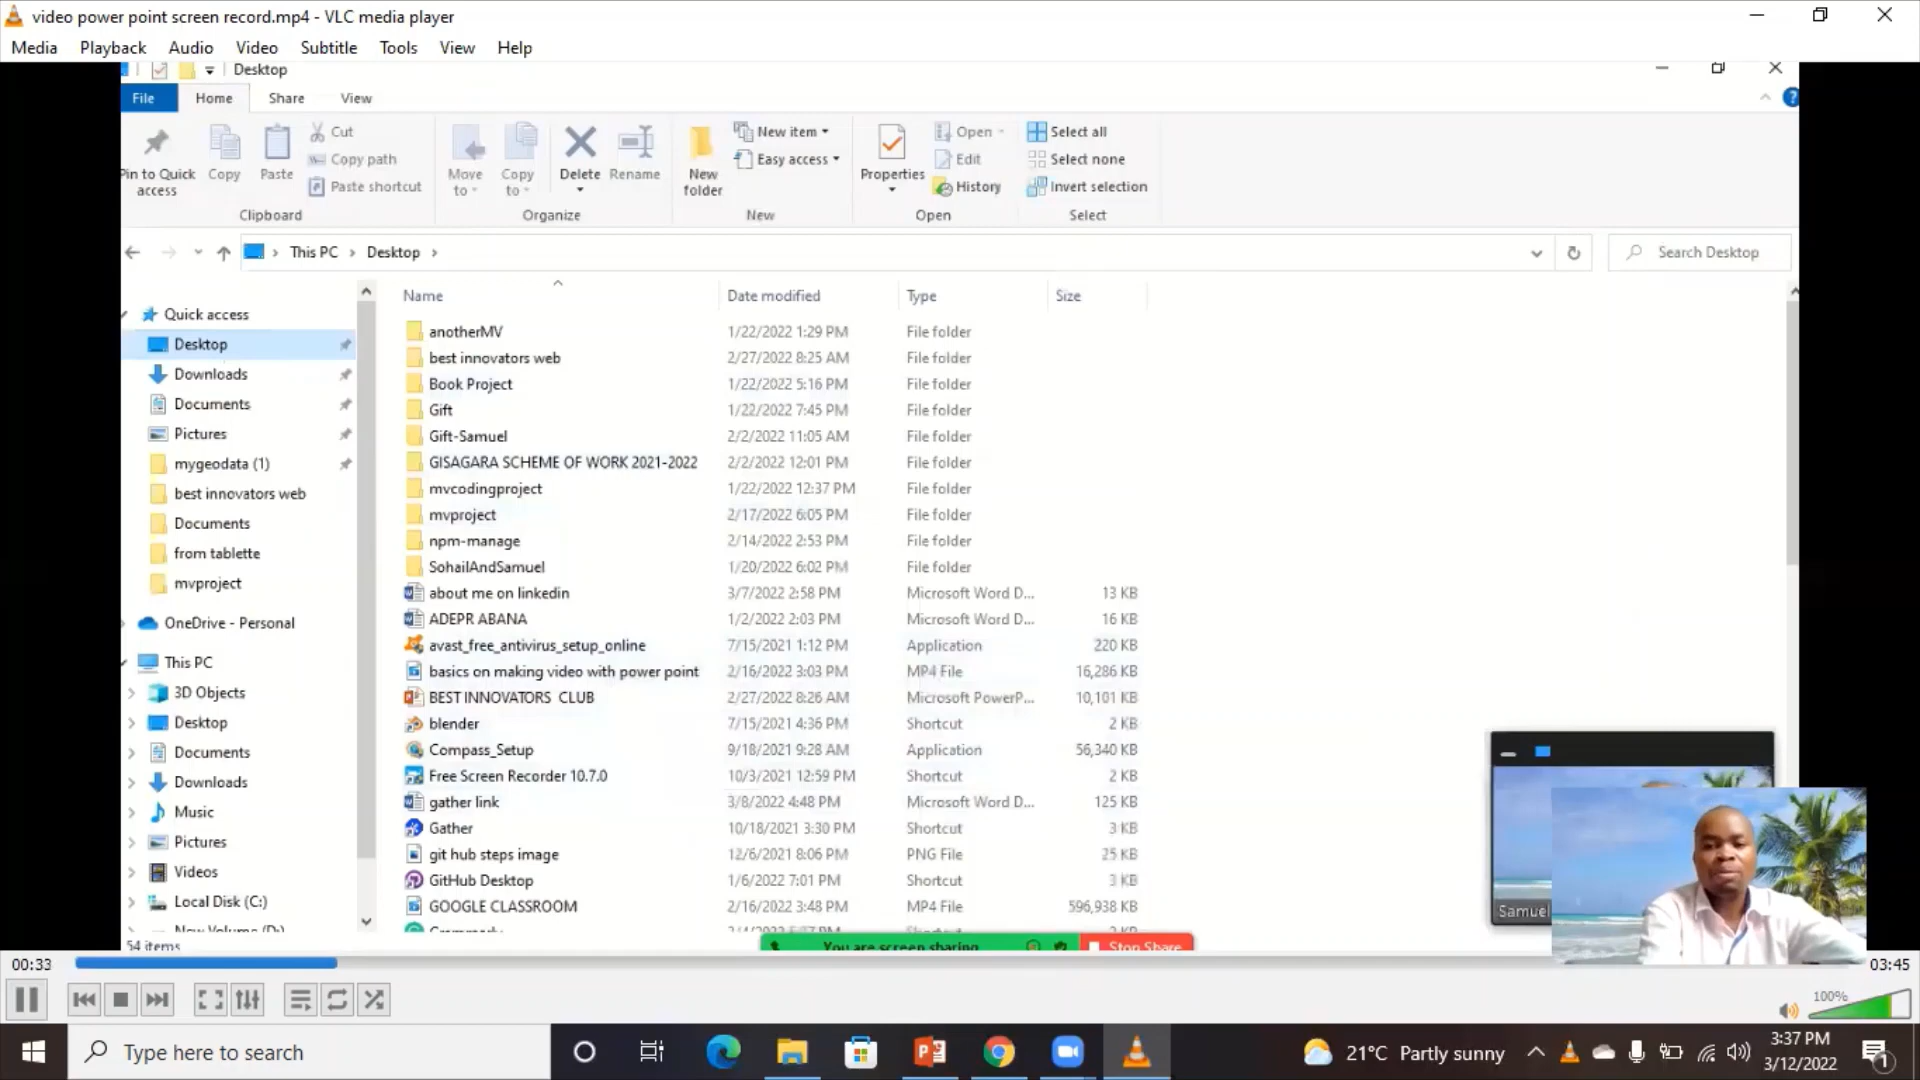 video power point screen record.mp4 - VLC media player
Media Playback Audio Video Subtitle Tools View Help
Desktop
File Home Share View
Pin to Quick access
Copy
Paste
Cut
Copy path
Paste shortcut
Clipboard
Move to
Copy to
Delete
Rename
Organize
New folder
New item
Easy access
New
Properties
Open
Edit
History
Open
Select all
Select none
Invert selection
Select
This PC > Desktop >
Search Desktop
Quick access
Desktop
Downloads
Documents
Pictures
mygeodata (1)
best innovators web
Documents
from tablette
mvproject
OneDrive - Personal
This PC
3D Objects
Desktop
Documents
Downloads
Music
Pictures
Videos
Local Disk (C:)
New Volume (D:)
54 items
Name Date modified Type Size
anotherMV 1/22/2022 1:29 PM File folder
best innovators web 2/27/2022 8:25 AM File folder
Book Project 1/22/2022 5:16 PM File folder
Gift 1/22/2022 7:45 PM File folder
Gift-Samuel 2/2/2022 11:05 AM File folder
GISAGARA SCHEME OF WORK 2021-2022 2/2/2022 12:01 PM File folder
mvcodingproject 1/22/2022 12:37 PM File folder
mvproject 2/17/2022 6:05 PM File folder
npm-manage 2/14/2022 2:53 PM File folder
SohailAndSamuel 1/20/2022 6:02 PM File folder
about me on linkedin 3/7/2022 2:58 PM Microsoft Word D... 13 KB
ADEPR ABANA 1/2/2022 2:03 PM Microsoft Word D... 16 KB
avast_free_antivirus_setup_online 7/15/2021 1:12 PM Application 220 KB
basics on making video with power point 2/16/2022 3:03 PM MP4 File 16,286 KB
BEST INNOVATORS CLUB 2/27/2022 8:26 AM Microsoft PowerP... 10,101 KB
blender 7/15/2021 4:36 PM Shortcut 2 KB
Compass_Setup 9/18/2021 9:28 AM Application 56,340 KB
Free Screen Recorder 10.7.0 10/3/2021 12:59 PM Shortcut 2 KB
gather link 3/8/2022 4:48 PM Microsoft Word D... 125 KB
Gather 10/18/2021 3:30 PM Shortcut 3 KB
git hub steps image 12/6/2021 8:06 PM PNG File 25 KB
GitHub Desktop 1/6/2022 7:01 PM Shortcut 3 KB
GOOGLE CLASSROOM 2/16/2022 3:48 PM MP4 File 596,938 KB
Samuel
You are screen sharing Stop Share
00:33 03:45
100%
Type here to search
21°C Partly sunny
3:37 PM
3/12/2022
1